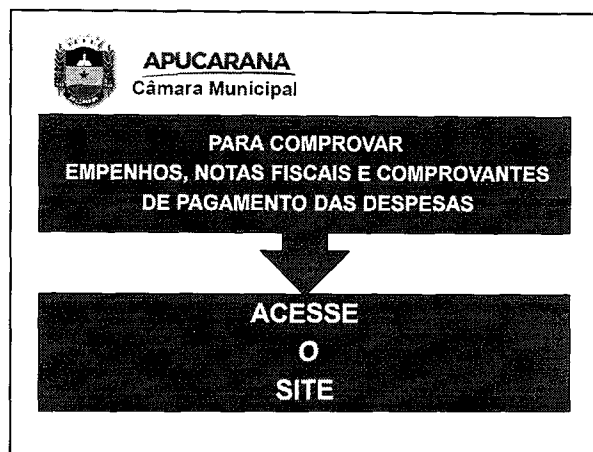 APUCARANA
Câmara Municipal
PARA COMPROVAR
EMPENHOS, NOTAS FISCAIS E COMPROVANTES
DE PAGAMENTO DAS DESPESAS
ACESSE
O
SITE